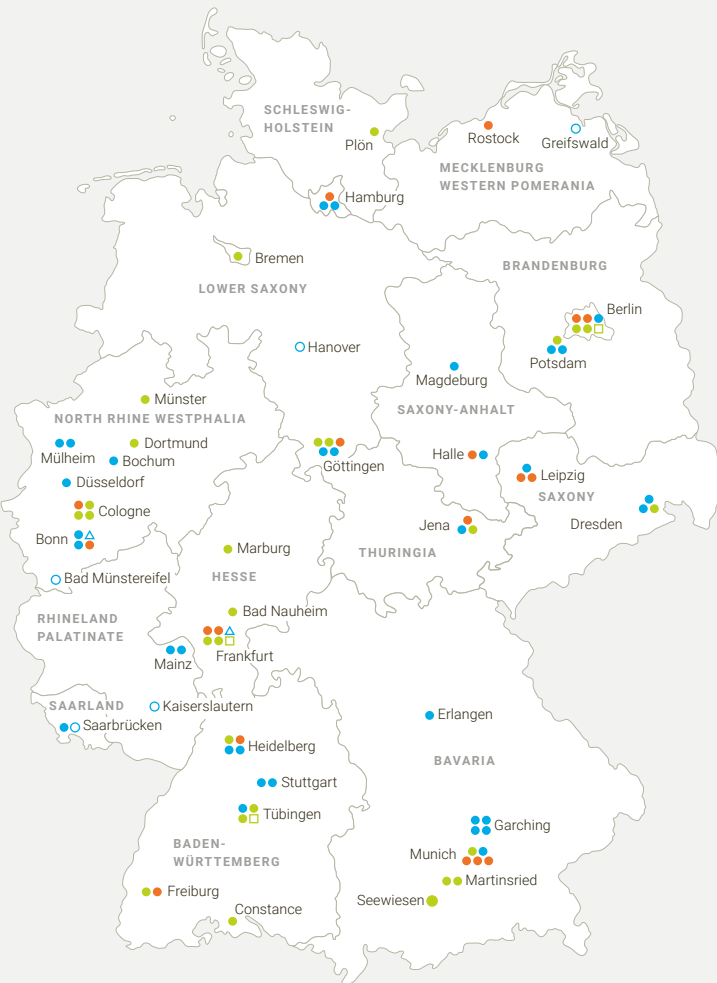 SCHLESWIG-
HOLSTEIN
Plön
Rostock
Greifswald
MECKLENBURG
WESTERN POMERANIA
Hamburg
Bremen
BRANDENBURG
LOWER SAXONY
Berlin
Hanover
Potsdam
Magdeburg
Münster
SAXONY-ANHALT
NORTH RHINE WESTPHALIA
Dortmund
Mülheim
Bochum
Göttingen
Halle
Leipzig
Düsseldorf
SAXONY
Cologne
Jena
Dresden
Bonn
Marburg
THURINGIA
Bad Münstereifel
HESSE
Bad Nauheim
RHINELAND
PALATINATE
Frankfurt
Mainz
SAARLAND
Kaiserslautern
Saarbrücken
Erlangen
Heidelberg
BAVARIA
Stuttgart
Tübingen
Garching
BADEN-
WÜRTTEMBERG
Munich
Martinsried
Freiburg
Seewiesen
Constance